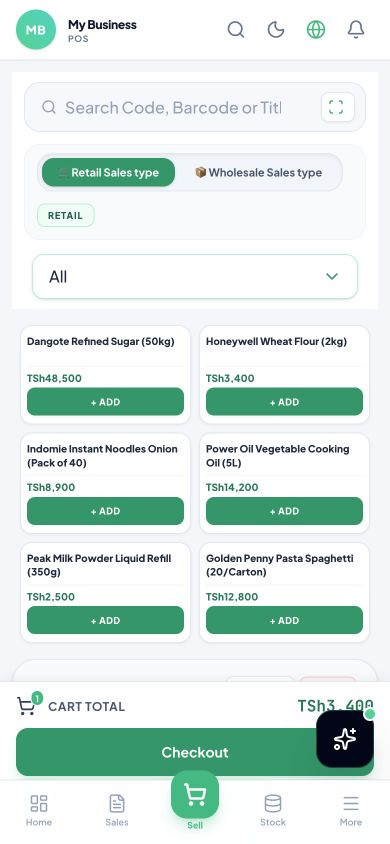 MB
My Business
POS
Search Code, Barcode or Titl
Retail Sales type
Wholesale Sales type
RETAIL
All
Dangote Refined Sugar (50kg)
TSh48,500
+ ADD
Honeywell Wheat Flour (2kg)
TSh3,400
+ ADD
Indomie Instant Noodles Onion
(Pack of 40)
TSh8,900
+ ADD
Power Oil Vegetable Cooking
Oil (5L)
TSh14,200
+ ADD
Peak Milk Powder Liquid Refill
(350g)
TSh2,500
+ ADD
Golden Penny Pasta Spaghetti
(20/Carton)
TSh12,800
+ ADD
1
CART TOTAL
TSh3,400
Checkout
Home
Sales
Sell
Stock
More